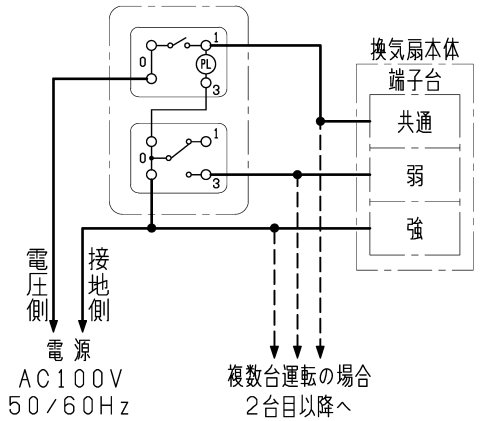 1
0
PL
3
1
0
3
換気扇本体
端子台
共通
弱
強
電圧側
接地側
電源
AC100V
50/60Hz
複数台運転の場合
2台目以降へ